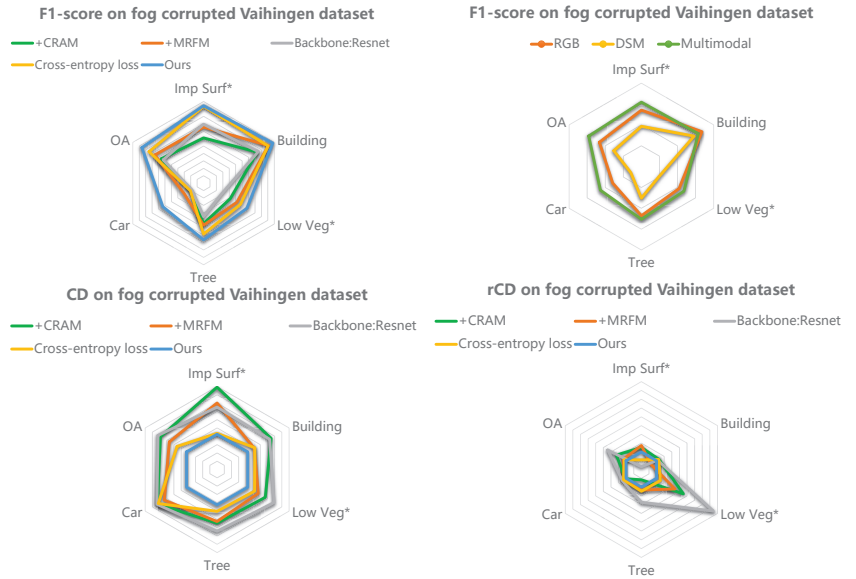 F1-score on fog corrupted Vaihingen dataset
+CRAM +MRFM Backbone:Resnet
Cross-entropy loss Ours
Imp Surf*
OA Building
Car Low Veg*
Tree
F1-score on fog corrupted Vaihingen dataset
RGB DSM Multimodal
Imp Surf*
OA Building
Car Low Veg*
Tree
CD on fog corrupted Vaihingen dataset
+CRAM +MRFM Backbone:Resnet
Cross-entropy loss Ours
Imp Surf*
OA Building
Car Low Veg*
Tree
rCD on fog corrupted Vaihingen dataset
+CRAM +MRFM Backbone:Resnet
Cross-entropy loss Ours
Imp Surf*
OA Building
Car Low Veg*
Tree